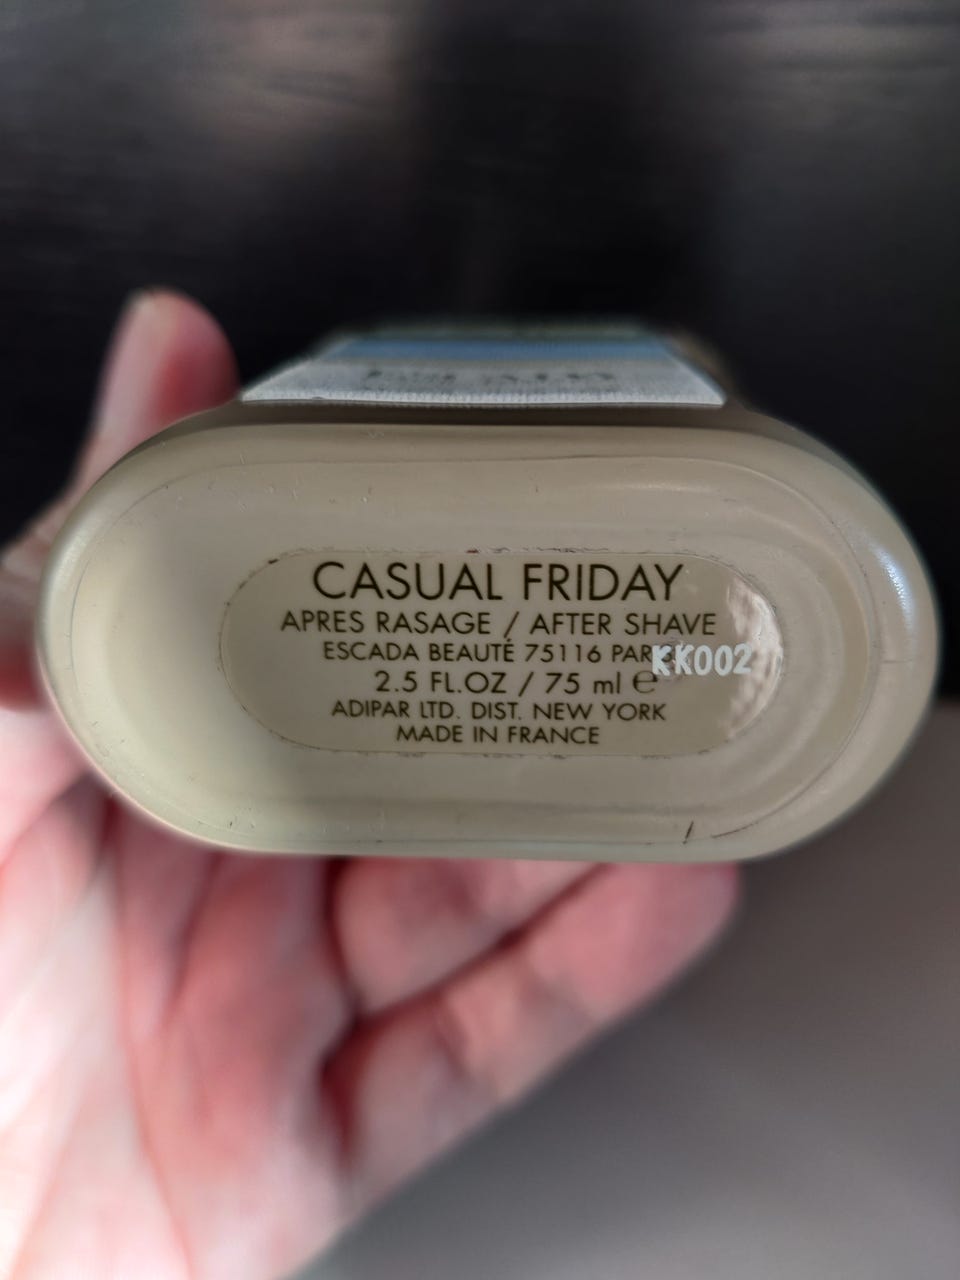 CASUAL FRIDAY
APRES RASAGE / AFTER SHAVE
ESCADA BEAUTÉ 75116 PARIS
KK002
2.5 FL.OZ / 75 ml ℮
ADIPAR LTD. DIST. NEW YORK
MADE IN FRANCE